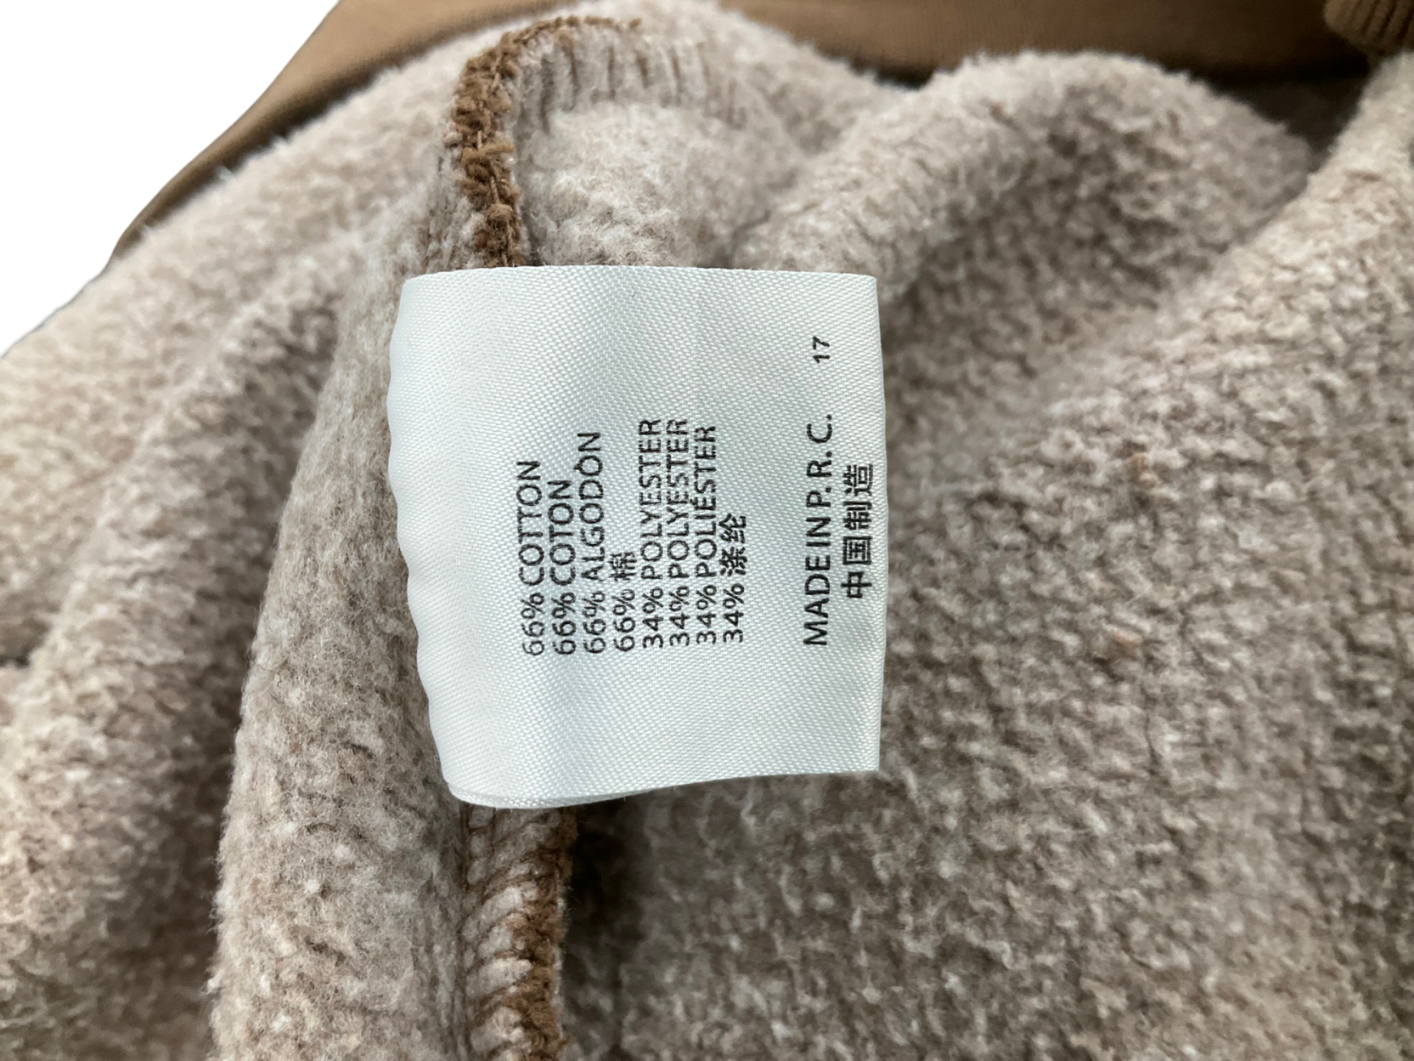 66% COTTON
66% COTON
66% ALGODÒN
66% 棉
34% POLYESTER
34% POLYESTER
34% POLIÉSTER
34% 涤纶
MADE IN P.R.C. 17
中国制造